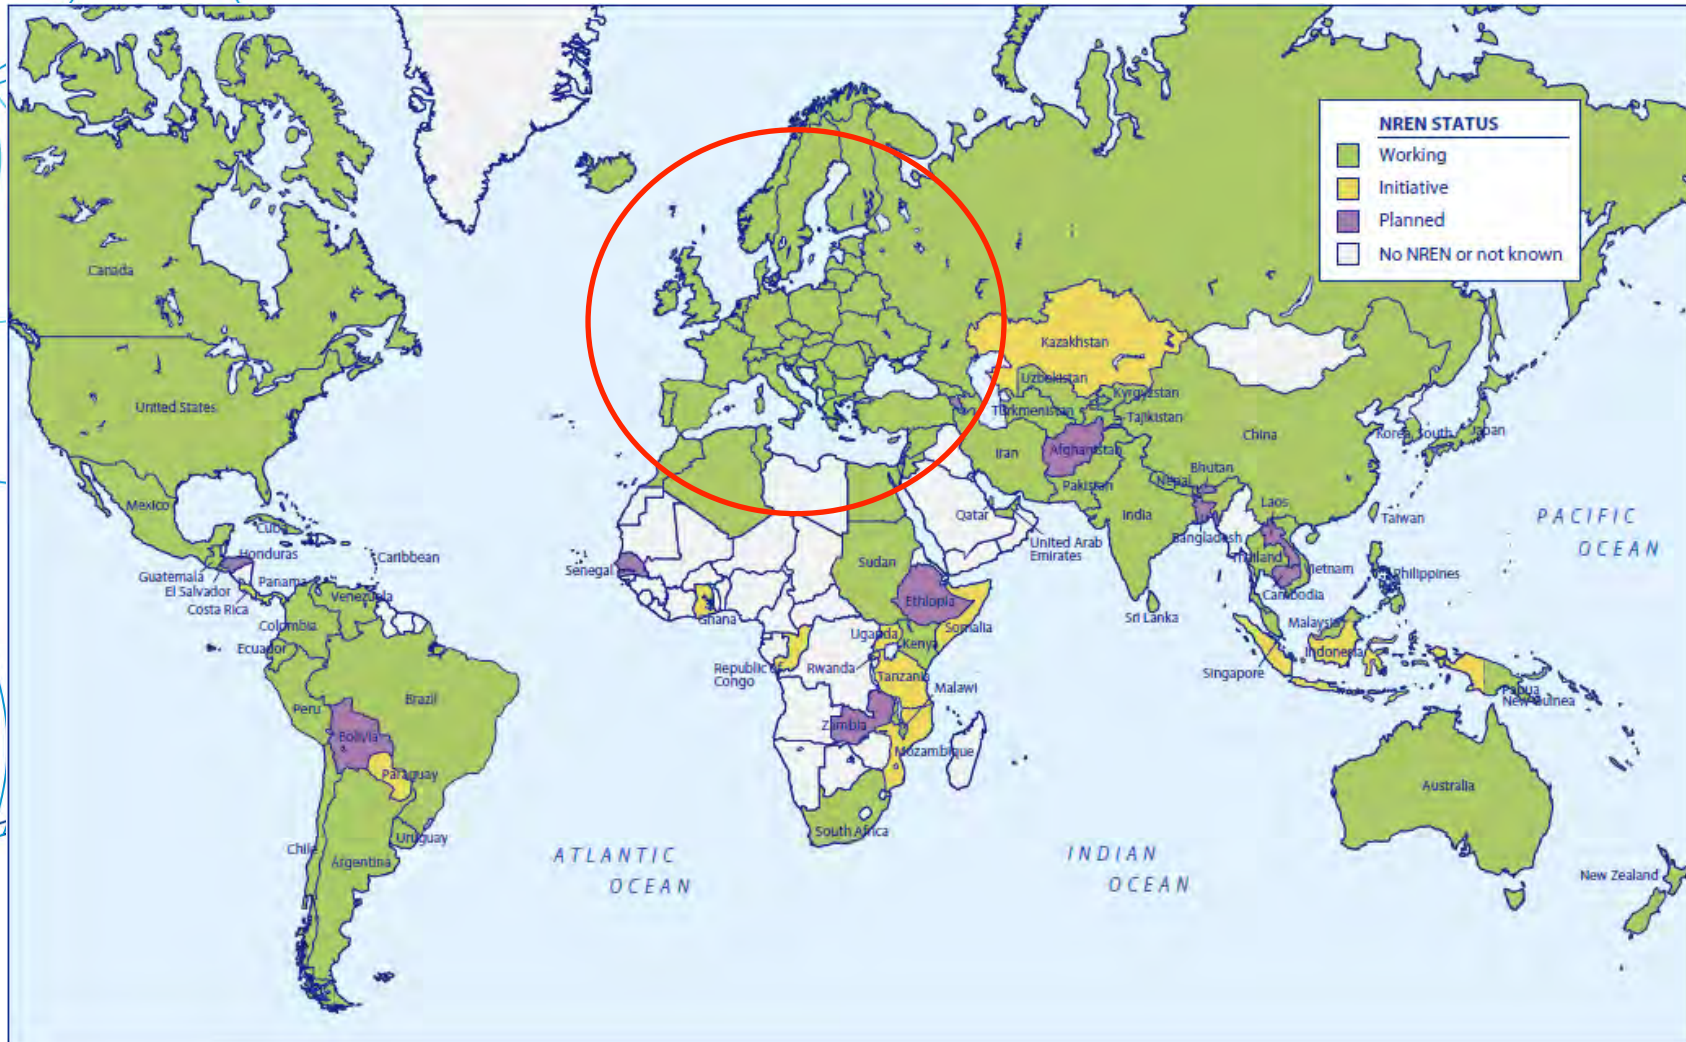 NREN STATUS
Working
Initiative
Planned
No NREN or not known
Canada
United States
Mexico
Cuba
Honduras
Caribbean
Guatemala
El Salvador
Costa Rica
Panama
Venezuela
Colombia
Ecuador
Peru
Brazil
Bolivia
Paraguay
Uruguay
Chile
Argentina
ATLANTIC
OCEAN
Kazakhstan
Uzbekistan
Kyrgyzstan
Turkmenistan
Tajikistan
Iran
Afghanistan
Pakistan
China
Korea, South
Japan
Bhutan
Nepal
India
Laos
Bangladesh
Taiwan
Thailand
Vietnam
Philippines
Cambodia
Sri Lanka
Malaysia
Indonesia
Singapore
Papua
New Guinea
PACIFIC
OCEAN
Qatar
United Arab
Emirates
Senegal
Sudan
Ethiopia
Ghana
Somalia
Uganda
Kenya
Republic of
Congo
Rwanda
Tanzania
Malawi
Zambia
Mozambique
South Africa
INDIAN
OCEAN
Australia
New Zealand